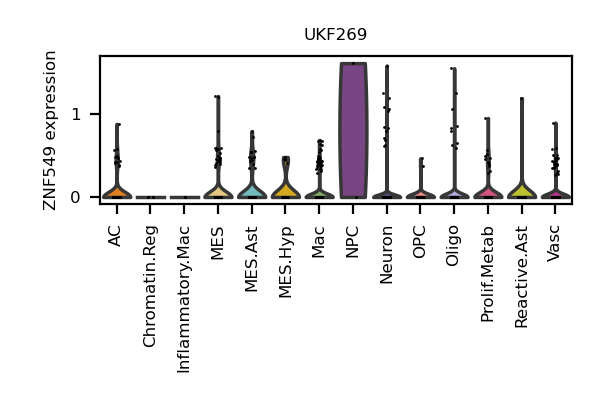 UKF269
ZNF549 expression
1
0
AC
Chromatin.Reg
Inflammatory.Mac
MES
MES.Ast
MES.Hyp
Mac
NPC
Neuron
OPC
Oligo
Prolif.Metab
Reactive.Ast
Vasc